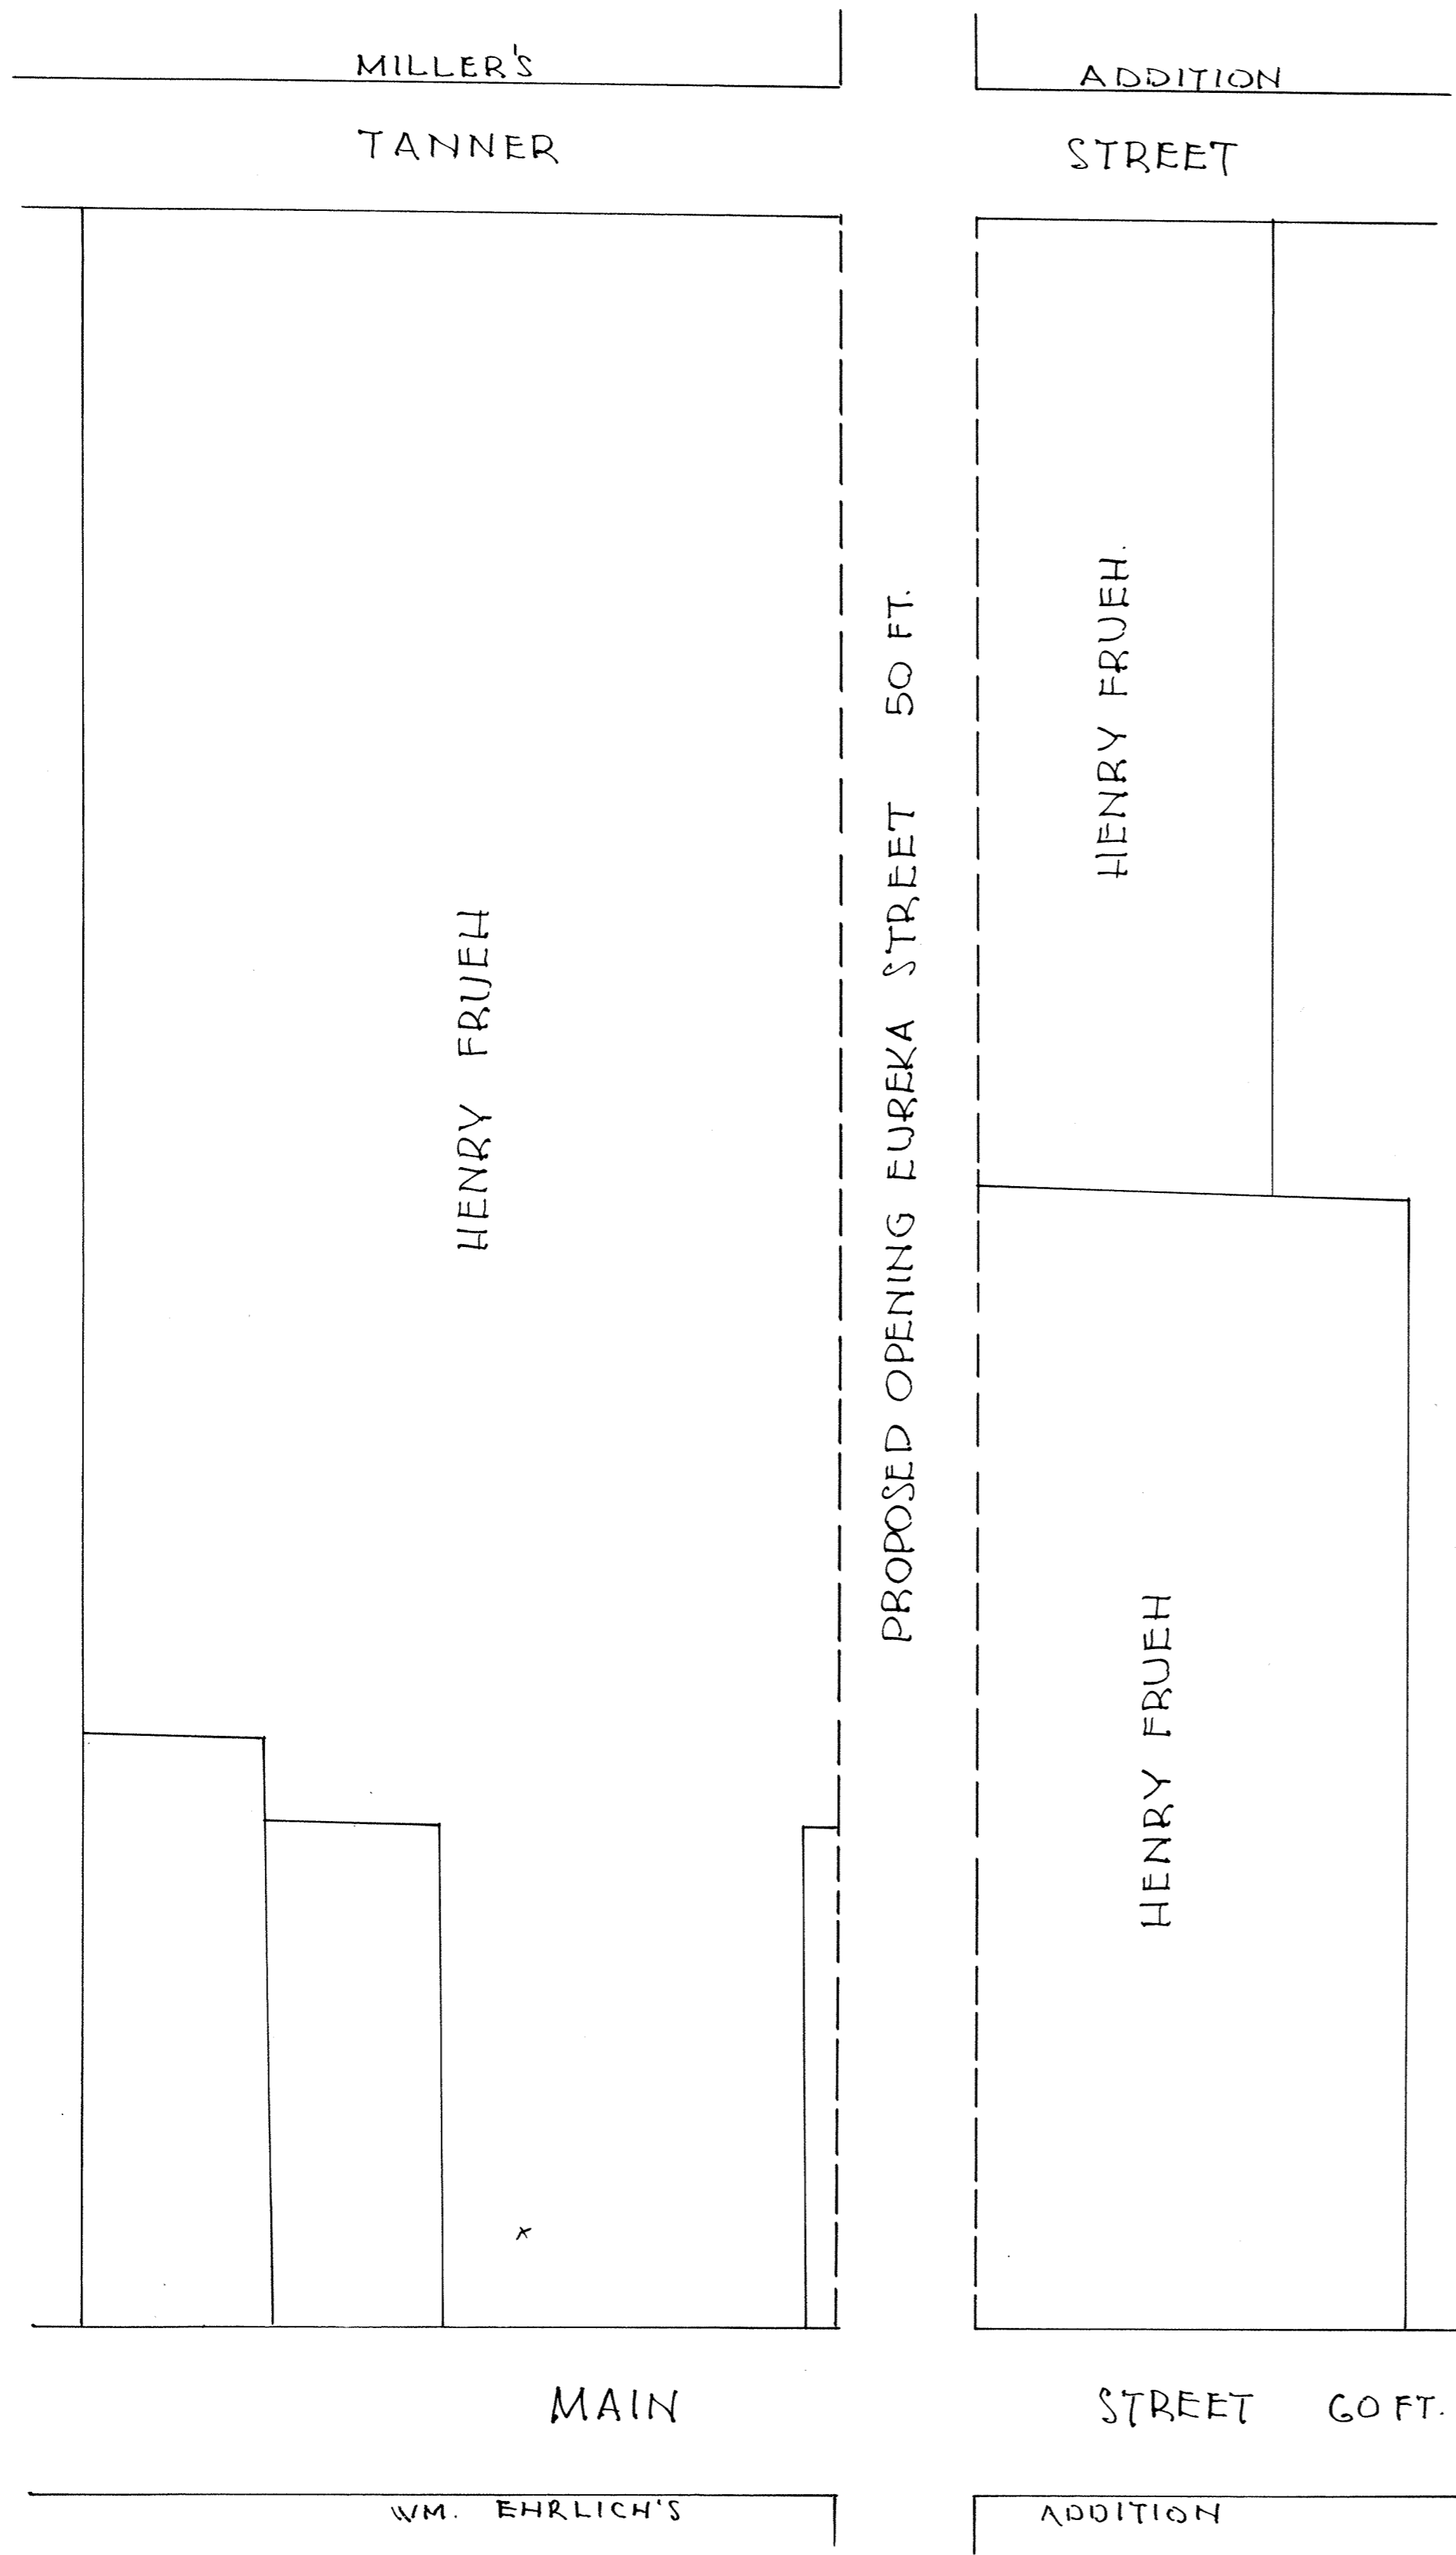 MILLER'S ADDITION
TANNER STREET
HENRY FRUEH
PROPOSED OPENING EUREKA STREET 50 FT.
HENRY FRUEH.
HENRY FRUEH
x
MAIN STREET 60 FT.
WM. EHRLICH'S ADDITION